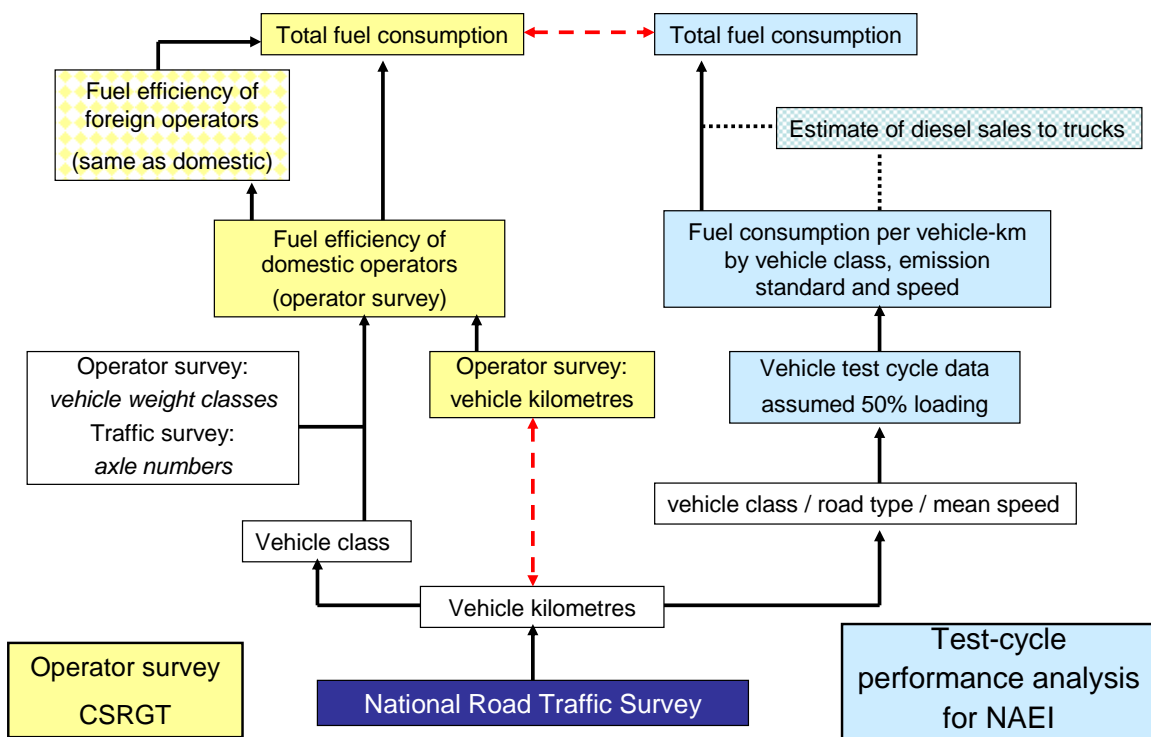 Total fuel consumption
Total fuel consumption
Fuel efficiency of
foreign operators
(same as domestic)
Estimate of diesel sales to trucks
Fuel efficiency of
domestic operators
(operator survey)
Fuel consumption per vehicle-km
by vehicle class, emission
standard and speed
Operator survey:
vehicle weight classes
Traffic survey:
axle numbers
Operator survey:
vehicle kilometres
Vehicle test cycle data
assumed 50% loading
vehicle class / road type / mean speed
Vehicle class
Vehicle kilometres
Operator survey
CSRGT
National Road Traffic Survey
Test-cycle
performance analysis
for NAEI